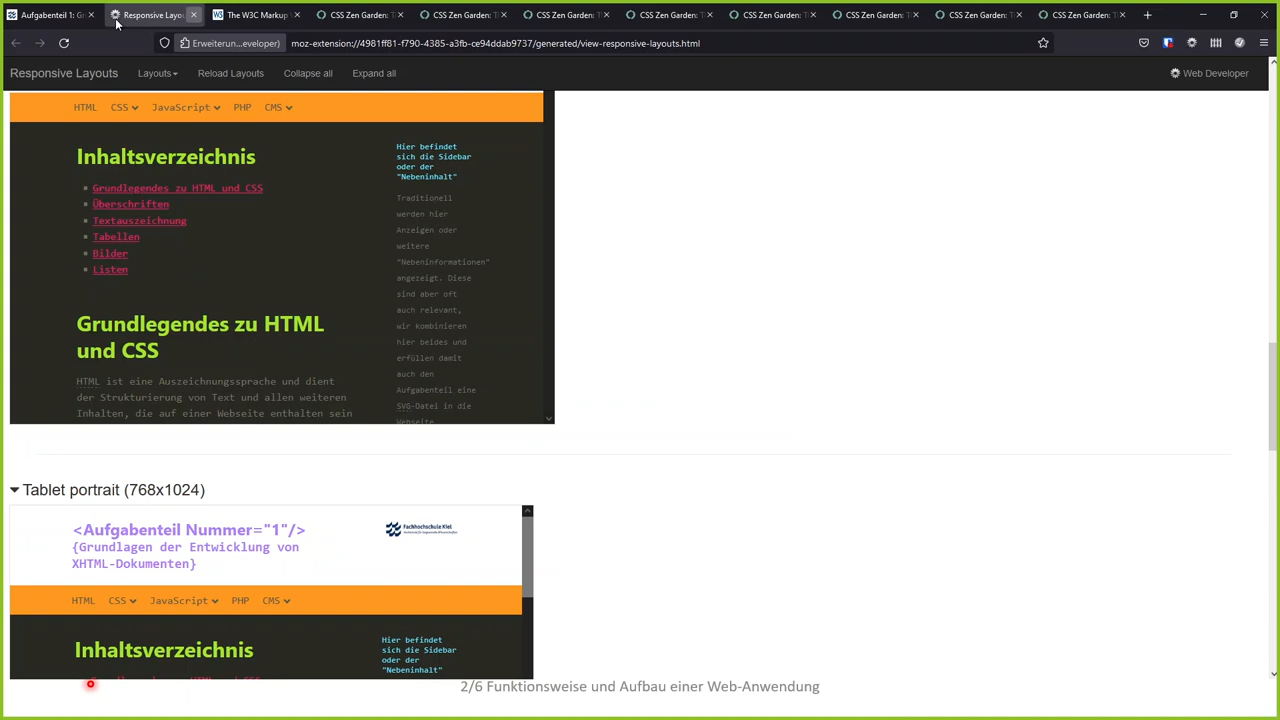 Aufgabenteil 1: G
Responsive Layou
The W3C Markup
CSS Zen Garden: T
CSS Zen Garden: T
CSS Zen Garden: T
CSS Zen Garden: T
CSS Zen Garden: T
CSS Zen Garden: T
CSS Zen Garden: T
CSS Zen Garden: T
Erweiterun...eveloper)
moz-extension://4981ff81-f790-4385-a3fb-ce94ddab9737/generated/view-responsive-layouts.html
Responsive Layouts
Layouts
Reload Layouts
Collapse all
Expand all
Web Developer
HTML CSS JavaScript PHP CMS
Inhaltsverzeichnis
Grundlegendes zu HTML und CSS
Überschriften
Textauszeichnung
Tabellen
Bilder
Listen
Grundlegendes zu HTML
und CSS
HTML ist eine Auszeichnungssprache und dient
der Strukturierung von Text und allen weiteren
Inhalten, die auf einer Webseite enthalten sein
Hier befindet
sich die Sidebar
oder der
"Nebeninhalt"
Traditionell
werden hier
Anzeigen oder
weitere
"Nebeninformationen"
angezeigt. Diese
sind aber oft
auch relevant,
wir kombinieren
hier beides und
erfüllen damit
auch den
Aufgabenteil eine
SVG-Datei in die
Webseite
Tablet portrait (768x1024)
<Aufgabenteil Nummer="1"/>
{Grundlagen der Entwicklung von
XHTML-Dokumenten}
Fachhochschule Kiel
HTML CSS JavaScript PHP CMS
Inhaltsverzeichnis
Hier befindet
sich die Sidebar
oder der
"Nebeninhalt"
2/6 Funktionsweise und Aufbau einer Web-Anwendung